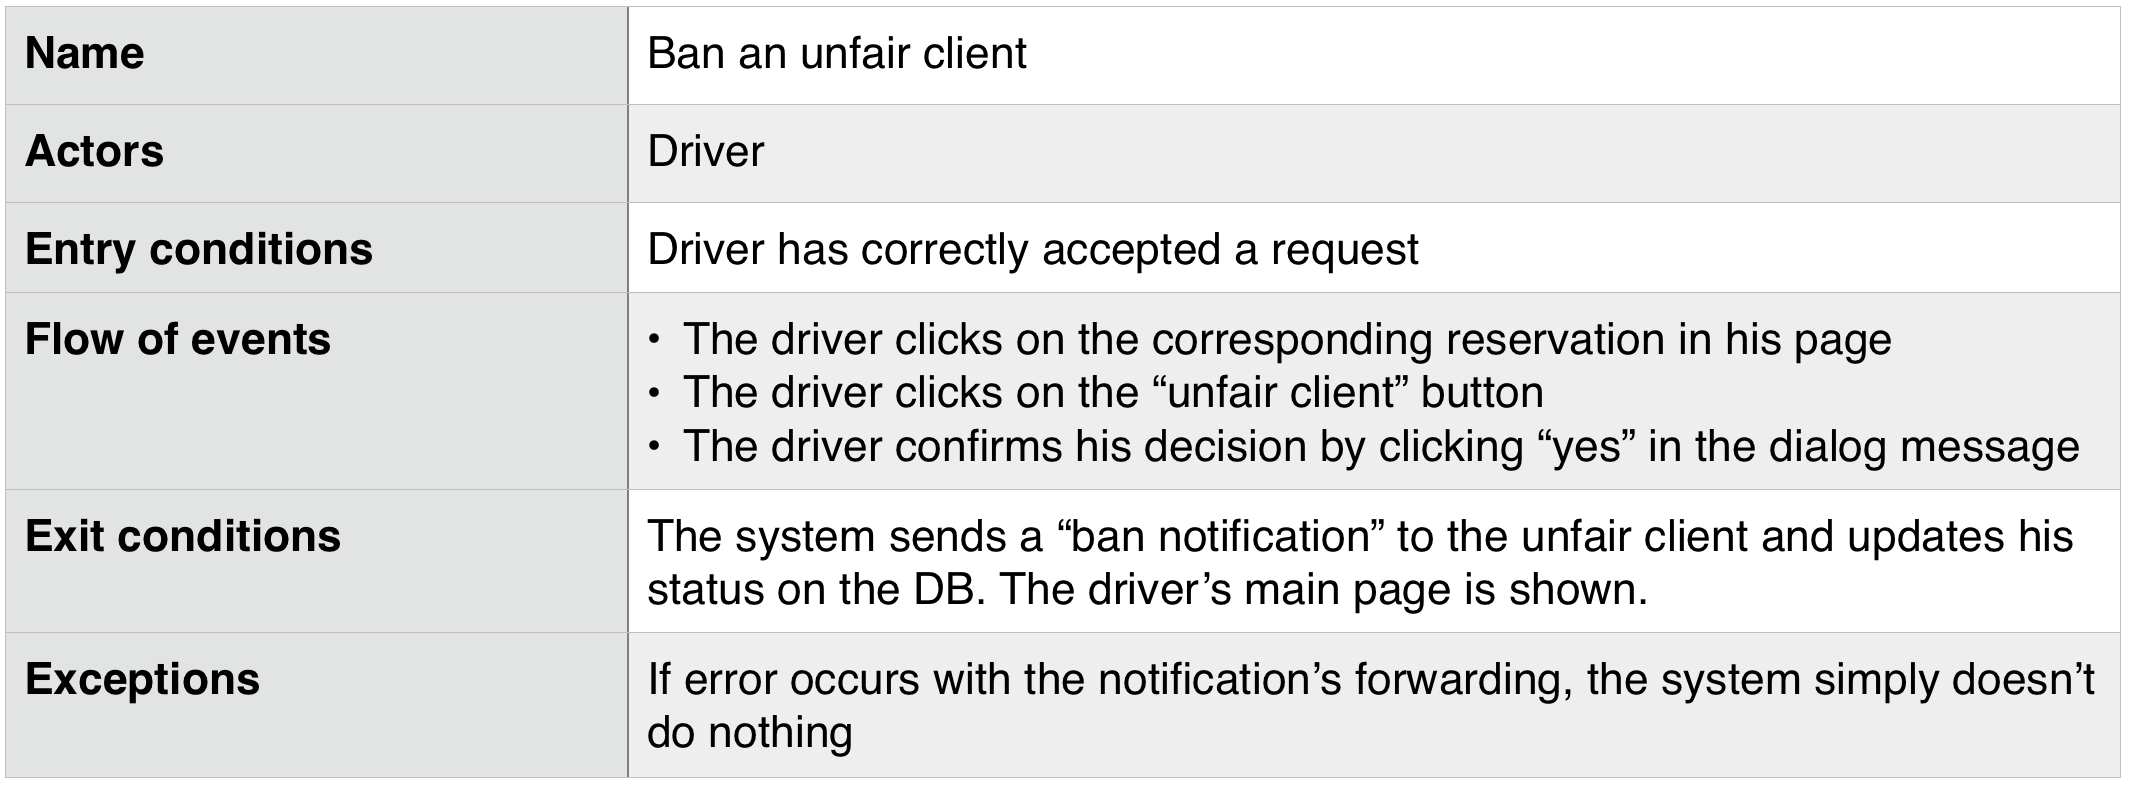 Name
Ban an unfair client
Actors
Driver
Entry conditions
Driver has correctly accepted a request
Flow of events
• The driver clicks on the corresponding reservation in his page
• The driver clicks on the “unfair client” button
• The driver confirms his decision by clicking “yes” in the dialog message
Exit conditions
The system sends a “ban notification” to the unfair client and updates his
status on the DB. The driver’s main page is shown.
Exceptions
If error occurs with the notification’s forwarding, the system simply doesn’t
do nothing